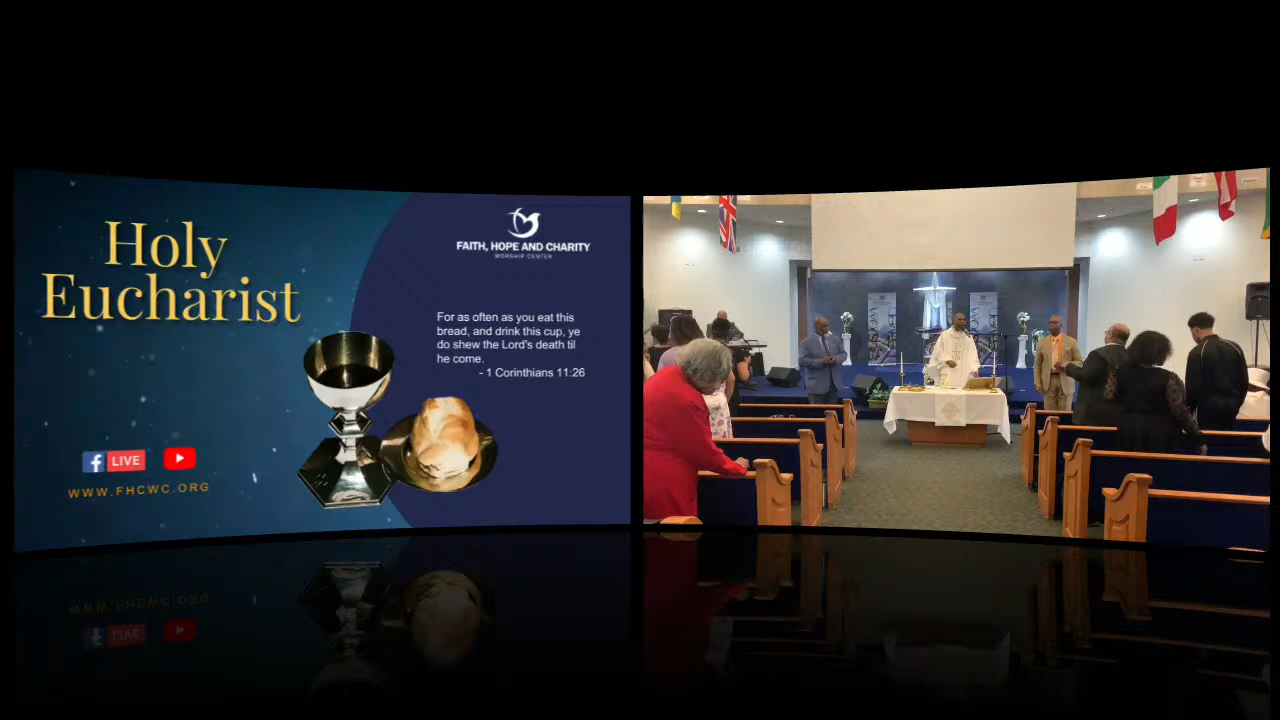 Holy
Eucharist
FAITH, HOPE AND CHARITY
WORSHIP CENTER
For as often as you eat this
bread, and drink this cup, ye
do shew the Lord's death til
he come.
- 1 Corinthians 11:26
f LIVE
WWW.FHCWC.ORG